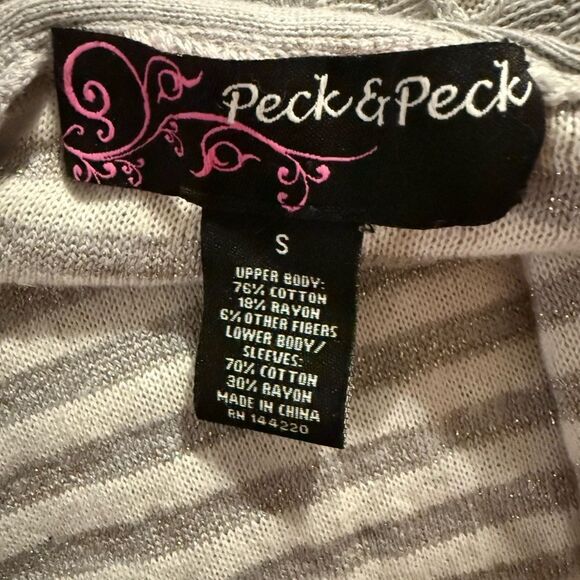 Peck & Peck
S
UPPER BODY:
76% COTTON
18% RAYON
6% OTHER FIBERS
LOWER BODY/
SLEEVES:
70% COTTON
30% RAYON
MADE IN CHINA
RN 144220